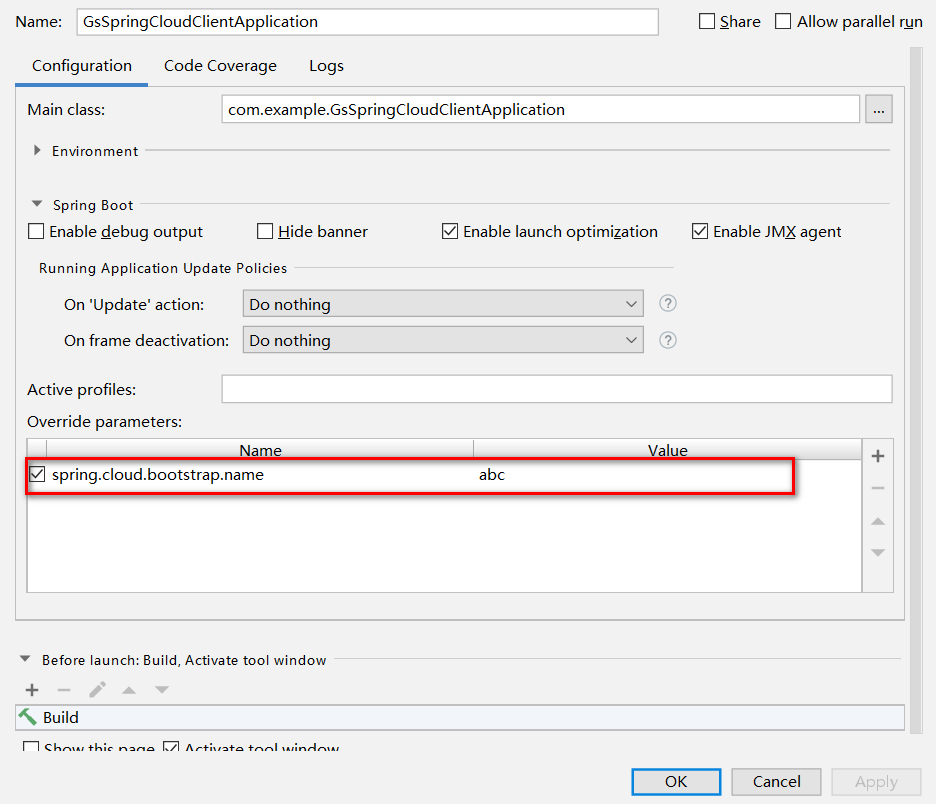 Name: GsSpringCloudClientApplication Share Allow parallel run
Configuration Code Coverage Logs
Main class: com.example.GsSpringCloudClientApplication ...
Environment
Spring Boot
Enable debug output Hide banner Enable launch optimization Enable JMX agent
Running Application Update Policies
On 'Update' action: Do nothing ?
On frame deactivation: Do nothing ?
Active profiles:
Override parameters:
Name Value
spring.cloud.bootstrap.name abc
Before launch: Build, Activate tool window
Build
Show this page Activate tool window
OK Cancel Apply